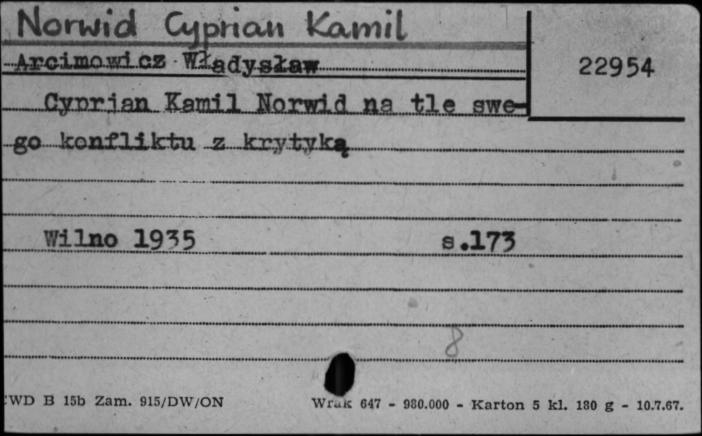 Norwid Cyprian Kamil
Arcimowicz Władysław
22954
Cyprian Kamil Norwid na tle swe-
go konfliktu z krytyką
Wilno 1935 s.173
8
WD B 15b Zam. 915/DW/ON Wrak 647 - 980.000 - Karton 5 kl. 180 g - 10.7.67.